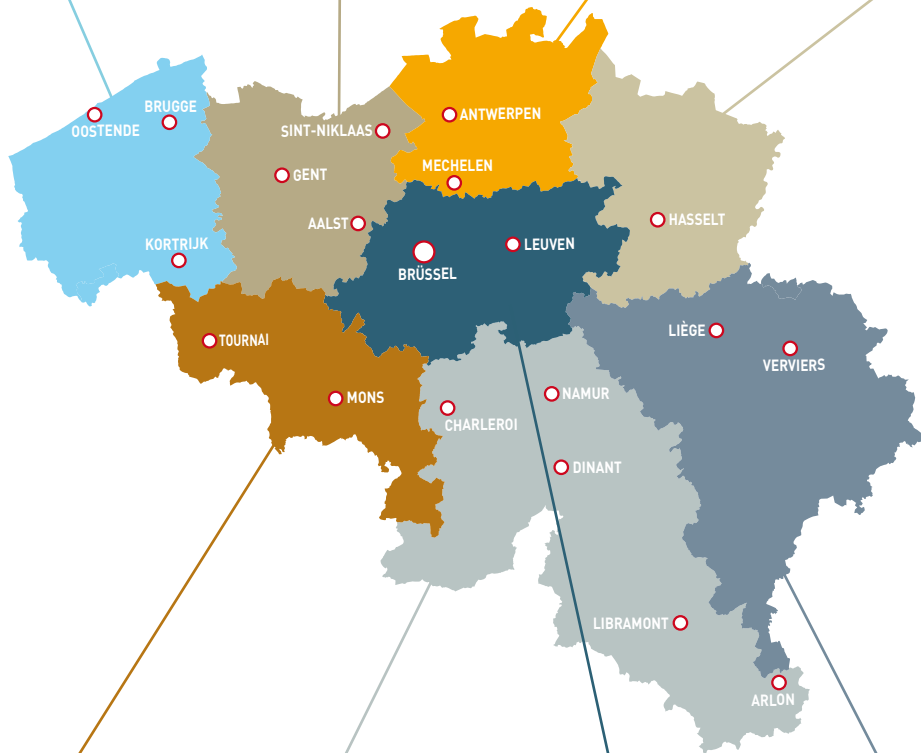 BRUGGE
OOSTENDE
SINT-NIKLAAS
ANTWERPEN
MECHELEN
GENT
AALST
HASSELT
KORTRIJK
LEUVEN
BRÜSSEL
TOURNAI
LIÈGE
VERVIERS
MONS
NAMUR
CHARLEROI
DINANT
LIBRAMONT
ARLON